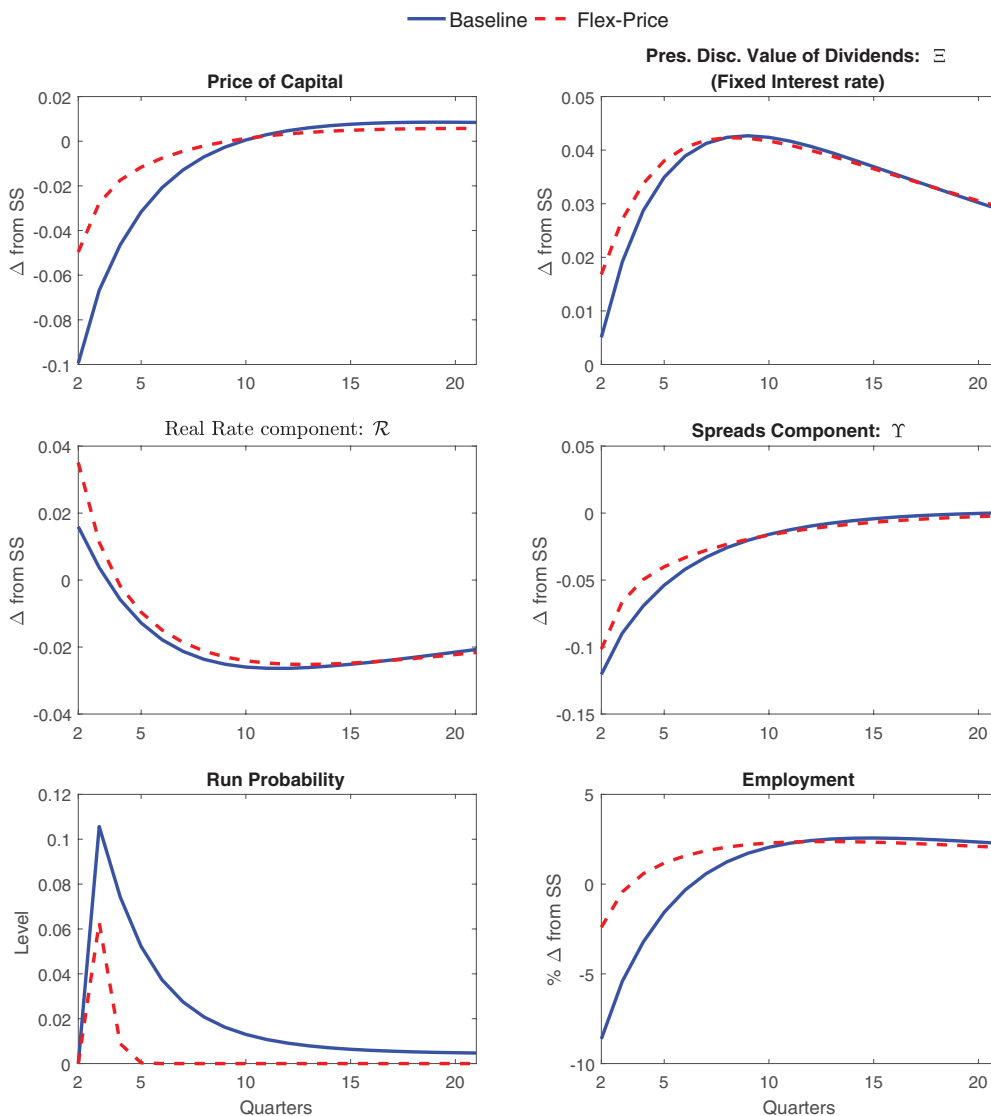 Baseline Flex-Price
Price of Capital
0.02
0
-0.02
-0.04
-0.06
-0.08
-0.1
Δ from SS
2 5 10 15 20
Pres. Disc. Value of Dividends: Ξ
(Fixed Interest rate)
0.05
0.04
0.03
0.02
0.01
0
Δ from SS
2 5 10 15 20
Real Rate component: ℛ
0.04
0.02
0
-0.02
-0.04
Δ from SS
2 5 10 15 20
Spreads Component: ϒ
0.05
0
-0.05
-0.1
-0.15
Δ from SS
2 5 10 15 20
Run Probability
0.12
0.1
0.08
0.06
0.04
0.02
0
Level
2 5 10 15 20
Quarters
Employment
5
0
-5
-10
% Δ from SS
2 5 10 15 20
Quarters